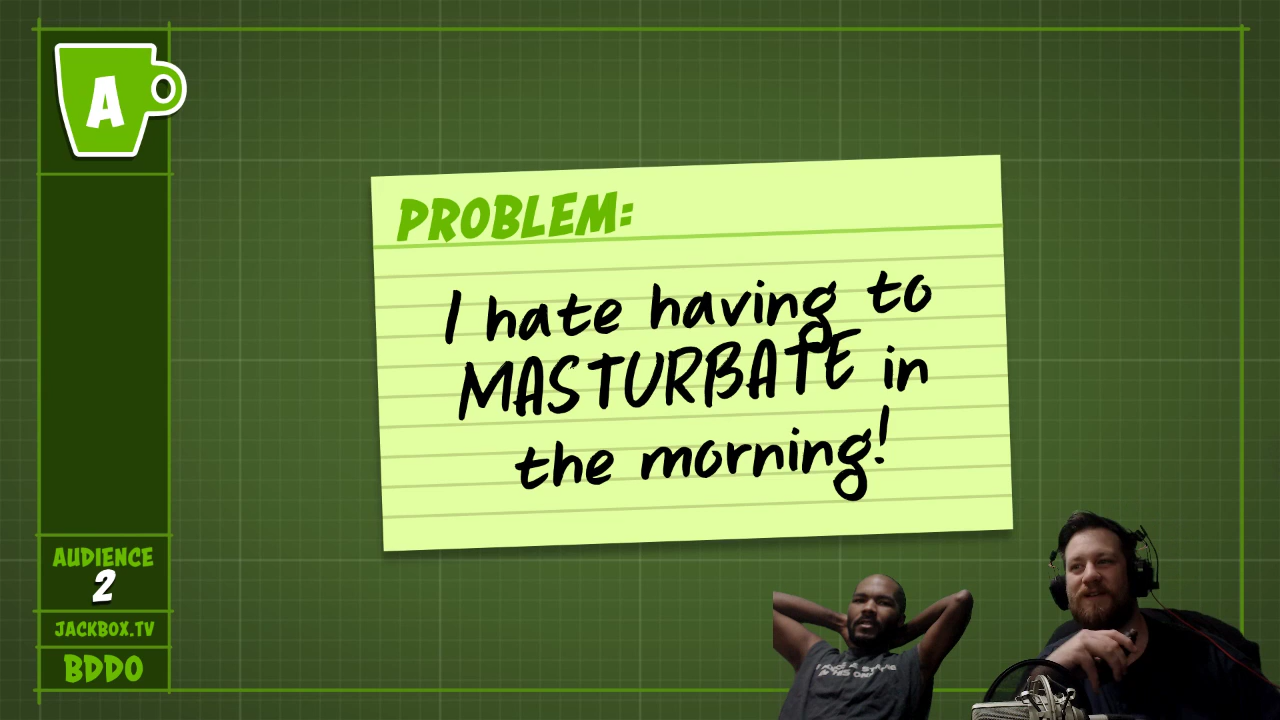 A
PROBLEM:
I hate having to
MASTURBATE in
the morning!
AUDIENCE
2
JACKBOX.TV
BDDO